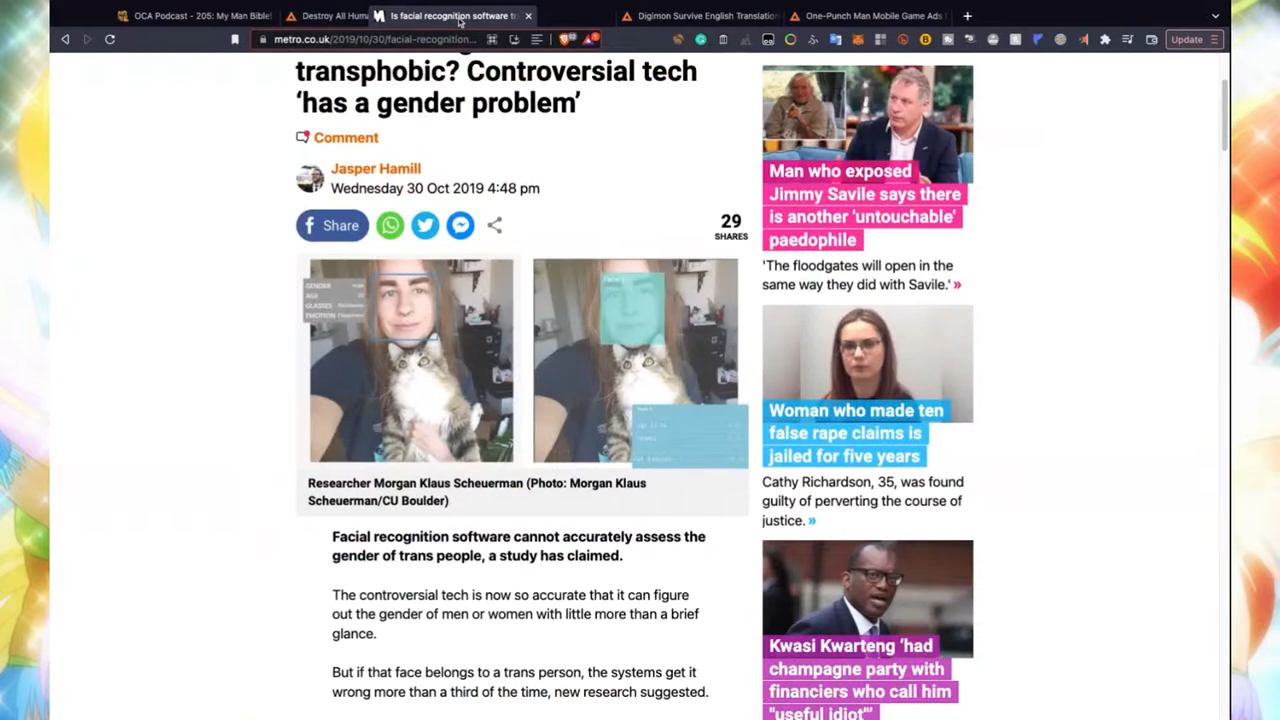 OCA Podcast - 205: My Man Bible!
Destroy All Hum
Is facial recognition software tr
Digimon Survive English Translation
One-Punch Man Mobile Game Ads
metro.co.uk/2019/10/30/facial-recognition...
Update
transphobic? Controversial tech
‘has a gender problem’
Comment
Jasper Hamill
Wednesday 30 Oct 2019 4:48 pm
Share
29
SHARES
GENDER
AGE
GLASSES
EMOTION
Researcher Morgan Klaus Scheuerman (Photo: Morgan Klaus
Scheuerman/CU Boulder)
Facial recognition software cannot accurately assess the
gender of trans people, a study has claimed.
The controversial tech is now so accurate that it can figure
out the gender of men or women with little more than a brief
glance.
But if that face belongs to a trans person, the systems get it
wrong more than a third of the time, new research suggested.
Man who exposed
Jimmy Savile says there
is another 'untouchable'
paedophile
'The floodgates will open in the
same way they did with Savile.' »
Woman who made ten
false rape claims is
jailed for five years
Cathy Richardson, 35, was found
guilty of perverting the course of
justice. »
Kwasi Kwarteng ‘had
champagne party with
financiers who call him
"useful idiot"’